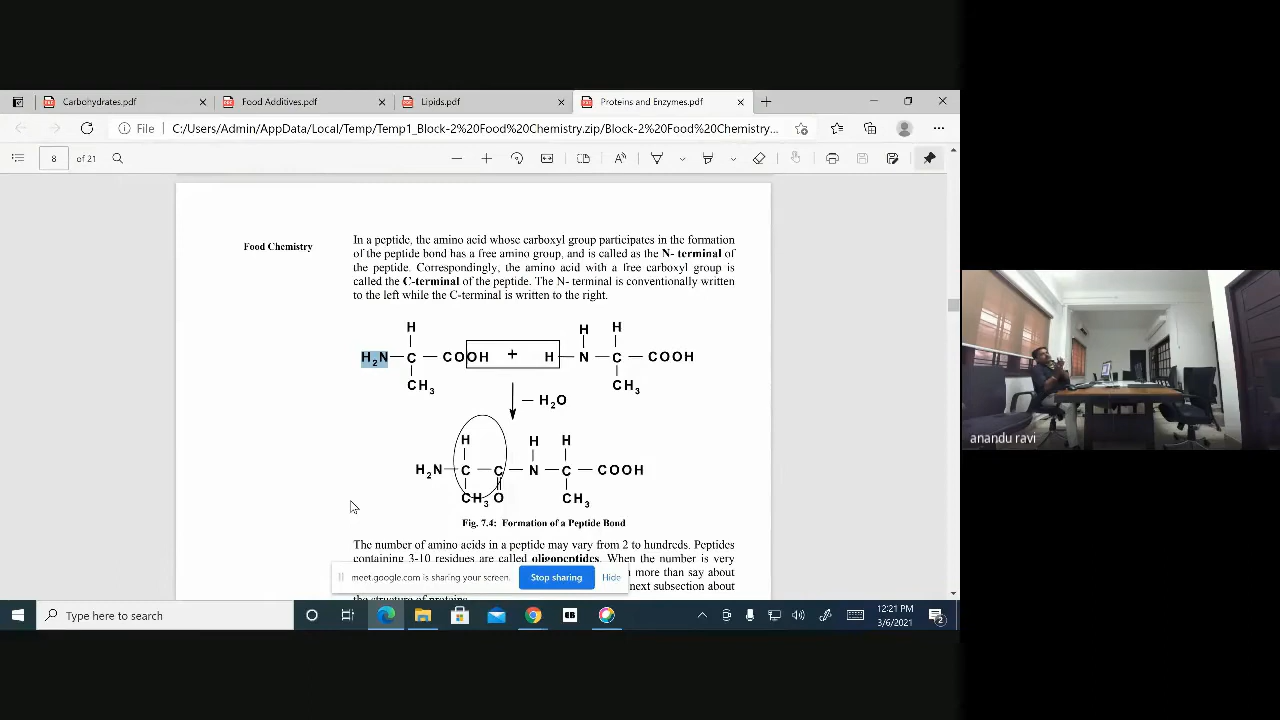 Carbohydrates.pdf
Food Additives.pdf
Lipids.pdf
Proteins and Enzymes.pdf
File C:/Users/Admin/AppData/Local/Temp/Temp1_Block-2%20Food%20Chemistry.zip/Block-2%20Food%20Chemistry...
8 of 21
Food Chemistry
In a peptide, the amino acid whose carboxyl group participates in the formation
of the peptide bond has a free amino group, and is called as the N- terminal of
the peptide. Correspondingly, the amino acid with a free carboxyl group is
called the C-terminal of the peptide. The N- terminal is conventionally written
to the left while the C-terminal is written to the right.
H H H
H₂N — C — COOH + H — N — C — COOH
CH₃ CH₃
— H₂O
H H H
H₂N — C — C — N — C — COOH
CH₃ O CH₃
Fig. 7.4: Formation of a Peptide Bond
The number of amino acids in a peptide may vary from 2 to hundreds. Peptides
containing 3-10 residues are called oligopeptides. When the number is very
more than say about
next subsection about
the structure of proteins
meet.google.com is sharing your screen.
Stop sharing
Hide
anandu ravi
Type here to search
12:21 PM
3/6/2021
2